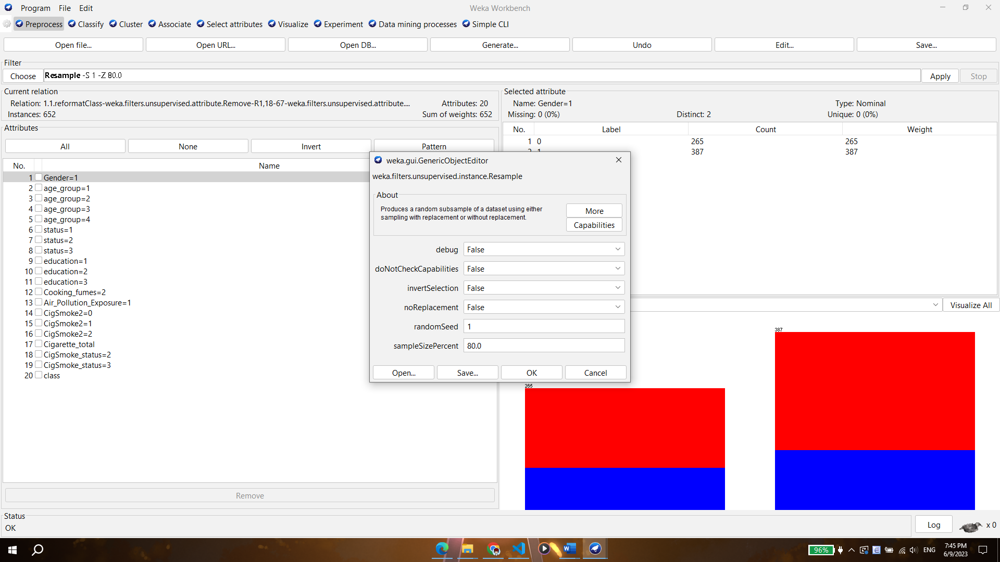 Program File Edit
Weka Workbench
Preprocess Classify Cluster Associate Select attributes Visualize Experiment Data mining processes Simple CLI
Open file... Open URL... Open DB... Generate... Undo Edit... Save...
Filter
Choose Resample -S 1 -Z 80.0 Apply Stop
Current relation
Relation: 1.1.reformatClass-weka.filters.unsupervised.attribute.Remove-R1,18-67-weka.filters.unsupervised.attribute.... Attributes: 20
Instances: 652 Sum of weights: 652
Selected attribute
Name: Gender=1 Type: Nominal
Missing: 0 (0%) Distinct: 2 Unique: 0 (0%)
No. Label Count Weight
1 0 265 265
387 387
Attributes
All None Invert Pattern
No. Name
1 Gender=1
2 age_group=1
3 age_group=2
4 age_group=3
5 age_group=4
6 status=1
7 status=2
8 status=3
9 education=1
10 education=2
11 education=3
12 Cooking_fumes=2
13 Air_Pollution_Exposure=1
14 CigSmoke2=0
15 CigSmoke2=1
16 CigSmoke2=2
17 Cigarette_total
18 CigSmoke_status=2
19 CigSmoke_status=3
20 class
Remove
weka.gui.GenericObjectEditor
weka.filters.unsupervised.instance.Resample
About
Produces a random subsample of a dataset using either
sampling with replacement or without replacement.
More
Capabilities
debug False
doNotCheckCapabilities False
invertSelection False
noReplacement False
randomSeed 1
sampleSizePercent 80.0
Open... Save... OK Cancel
Visualize All
387
265
Status
OK
Log x 0
96% ENG 7:45 PM
6/9/2023